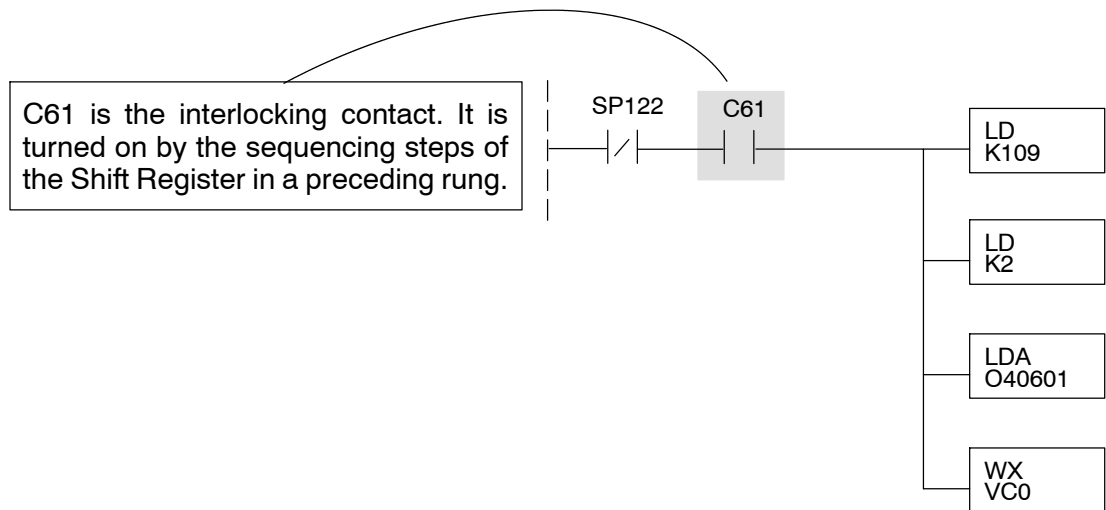 C61 is the interlocking contact. It is
turned on by the sequencing steps of
the Shift Register in a preceding rung.
SP122
C61
LD
K109
LD
K2
LDA
O40601
WX
VC0